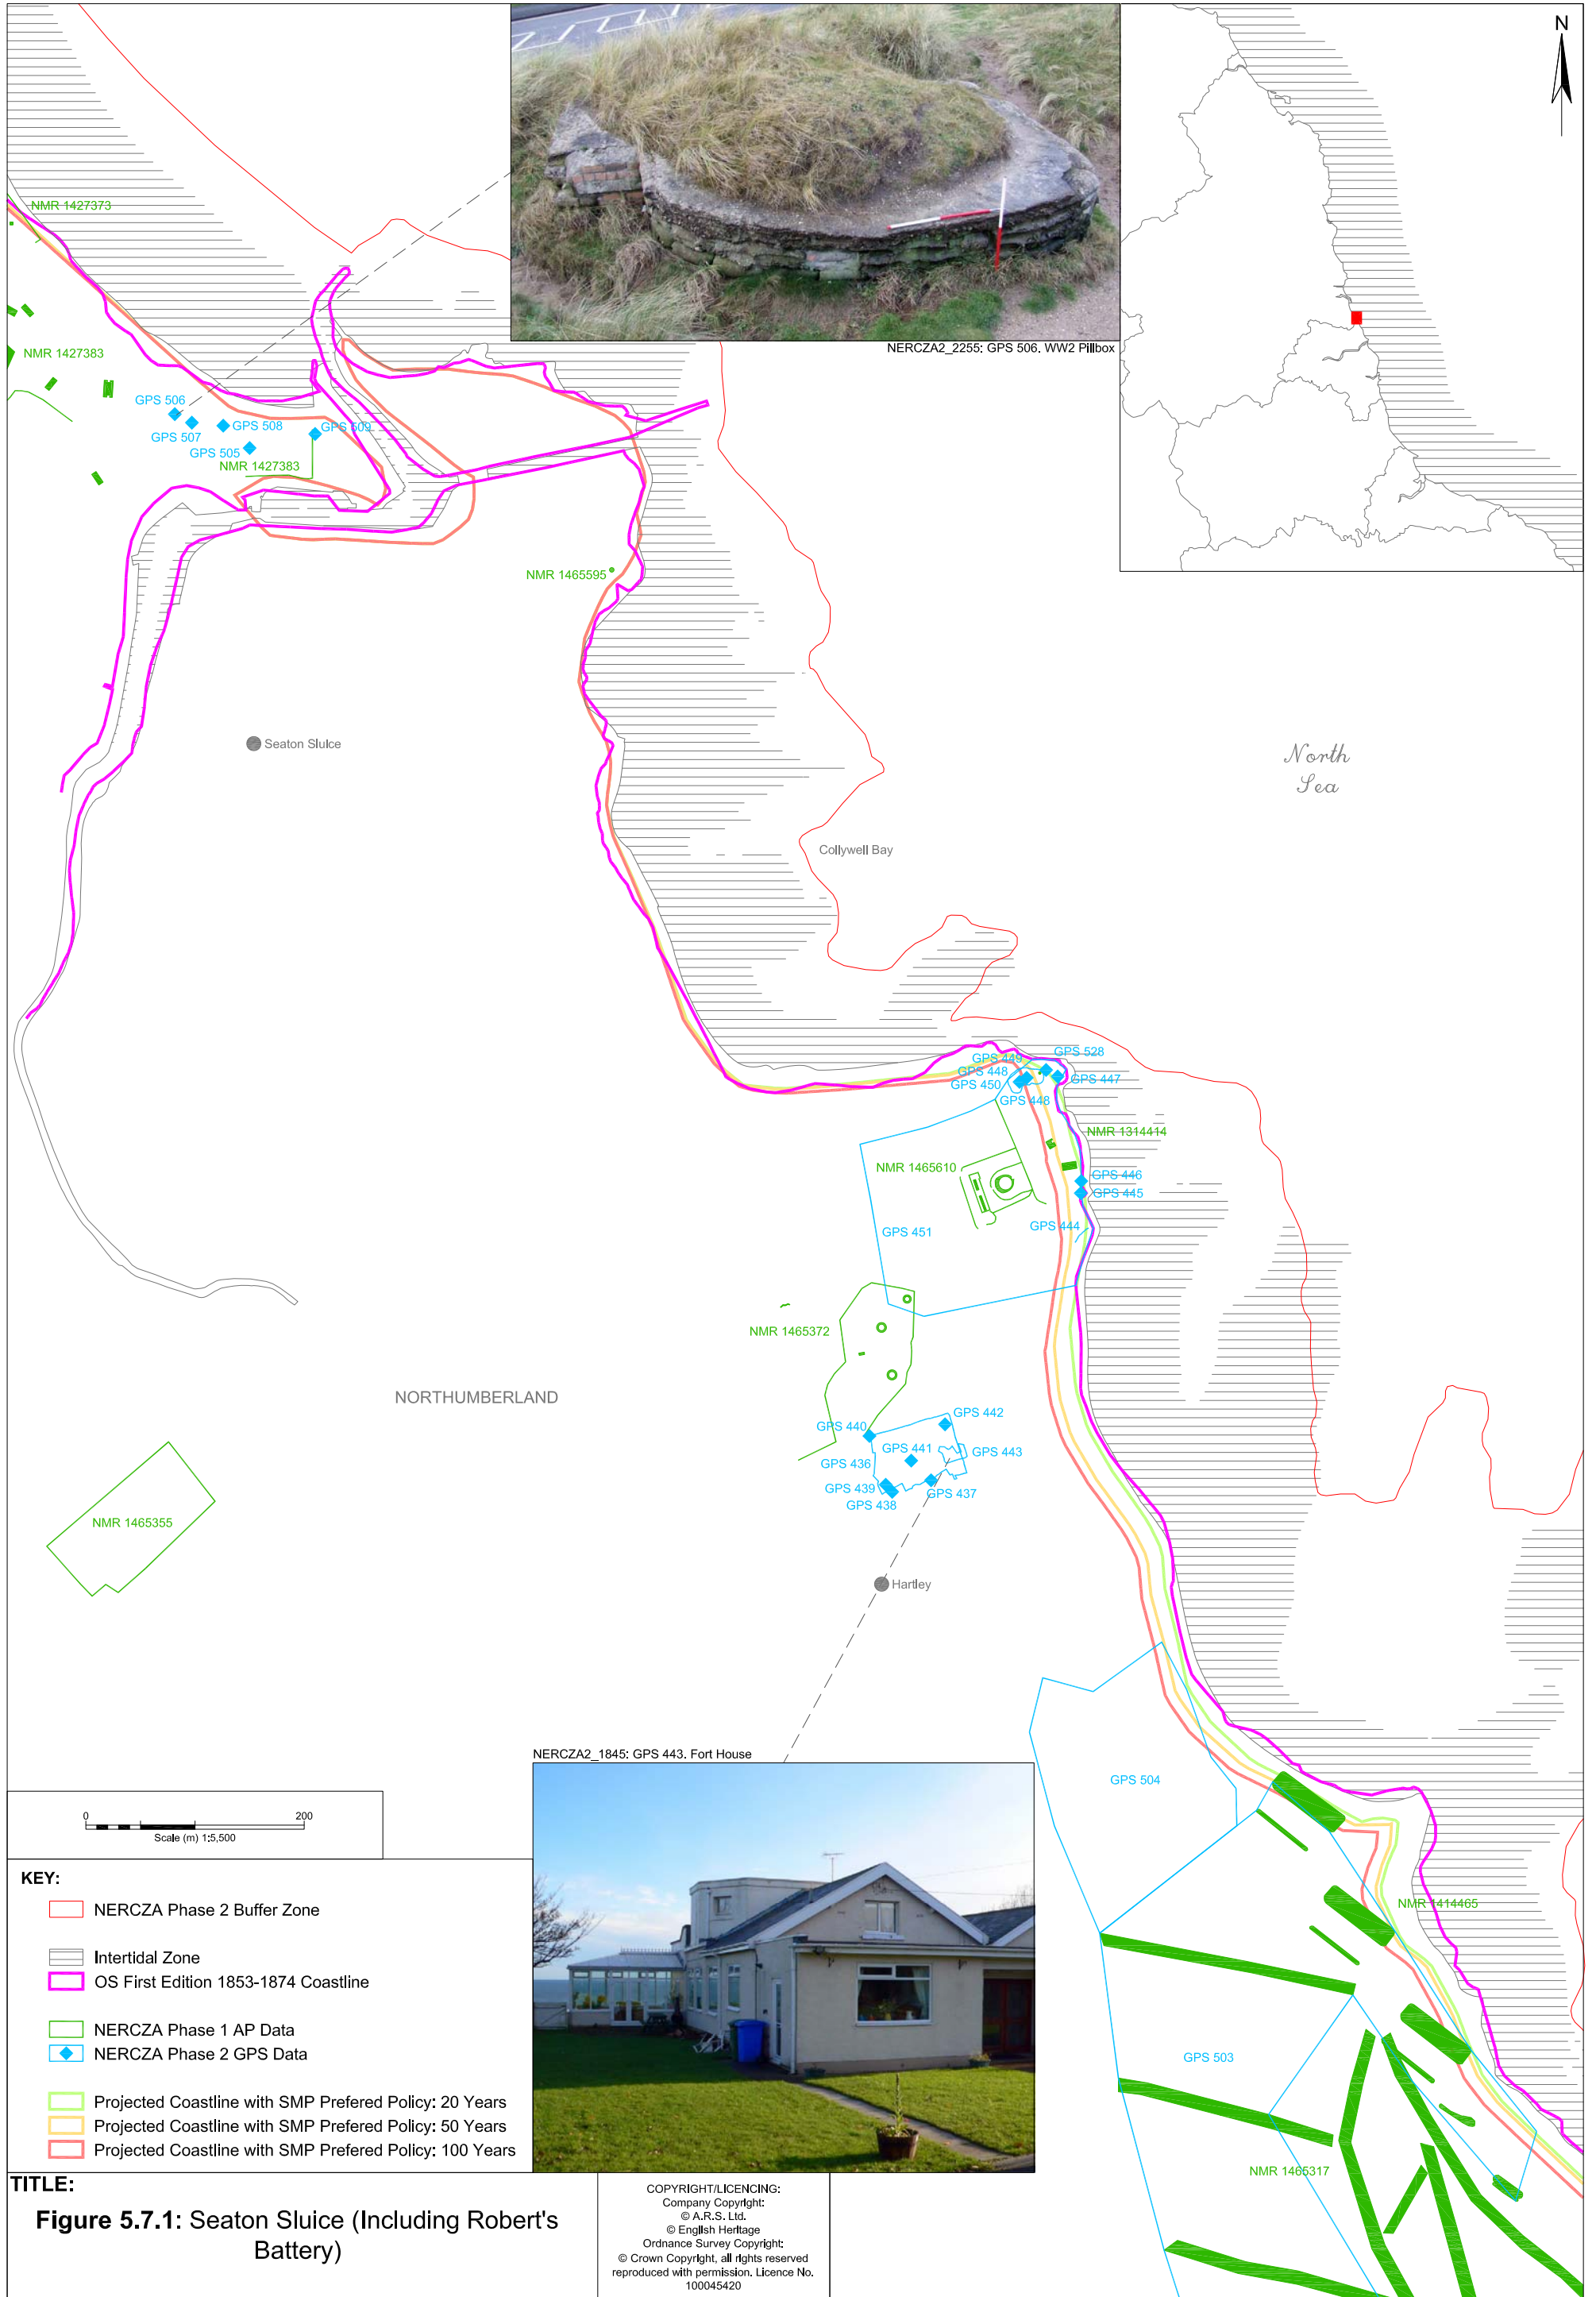 N
NERCZA2_2255: GPS 506. WW2 Pillbox
NMR 1427373
NMR 1427383
GPS 506
GPS 507
GPS 508
GPS 509
GPS 505
NMR 1427383
NMR 1465595
Seaton Sluice
North
Sea
Collywell Bay
GPS 449
GPS 528
GPS 448
GPS 450
GPS 447
GPS 448
NMR 1314414
NMR 1465610
GPS 446
GPS 445
GPS 444
GPS 451
NMR 1465372
NORTHUMBERLAND
GPS 442
GPS 440
GPS 441
GPS 443
GPS 436
GPS 439
GPS 437
GPS 438
NMR 1465355
Hartley
NERCZA2_1845: GPS 443. Fort House
GPS 504
NMR 1414465
GPS 503
NMR 1465317
0 200
Scale (m) 1:5,500
KEY:
NERCZA Phase 2 Buffer Zone
Intertidal Zone
OS First Edition 1853-1874 Coastline
NERCZA Phase 1 AP Data
NERCZA Phase 2 GPS Data
Projected Coastline with SMP Prefered Policy: 20 Years
Projected Coastline with SMP Prefered Policy: 50 Years
Projected Coastline with SMP Prefered Policy: 100 Years
TITLE:
Figure 5.7.1: Seaton Sluice (Including Robert's
Battery)
COPYRIGHT/LICENCING:
Company Copyright:
© A.R.S. Ltd.
© English Heritage
Ordnance Survey Copyright:
© Crown Copyright, all rights reserved
reproduced with permission. Licence No.
100045420